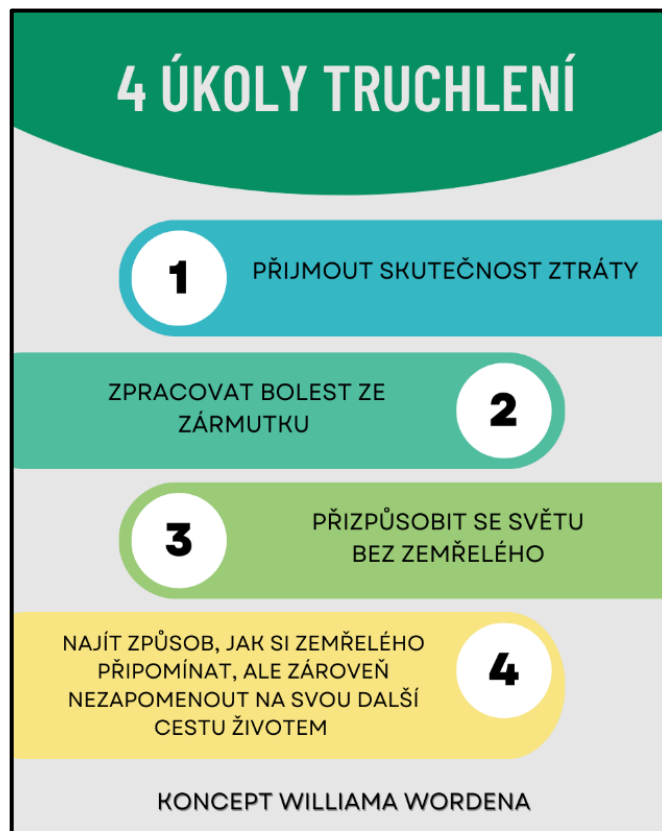 4 ÚKOLY TRUCHLENÍ
1
PŘIJMOUT SKUTEČNOST ZTRÁTY
ZPRACOVAT BOLEST ZE
ZÁRMUTKU
2
3
PŘIZPŮSOBIT SE SVĚTU
BEZ ZEMŘELÉHO
NAJÍT ZPŮSOB, JAK SI ZEMŘELÉHO
PŘIPOMÍNAT, ALE ZÁROVEŇ
NEZAPOMENOUT NA SVOU DALŠÍ
CESTU ŽIVOTEM
4
KONCEPT WILLIAMA WORDENA